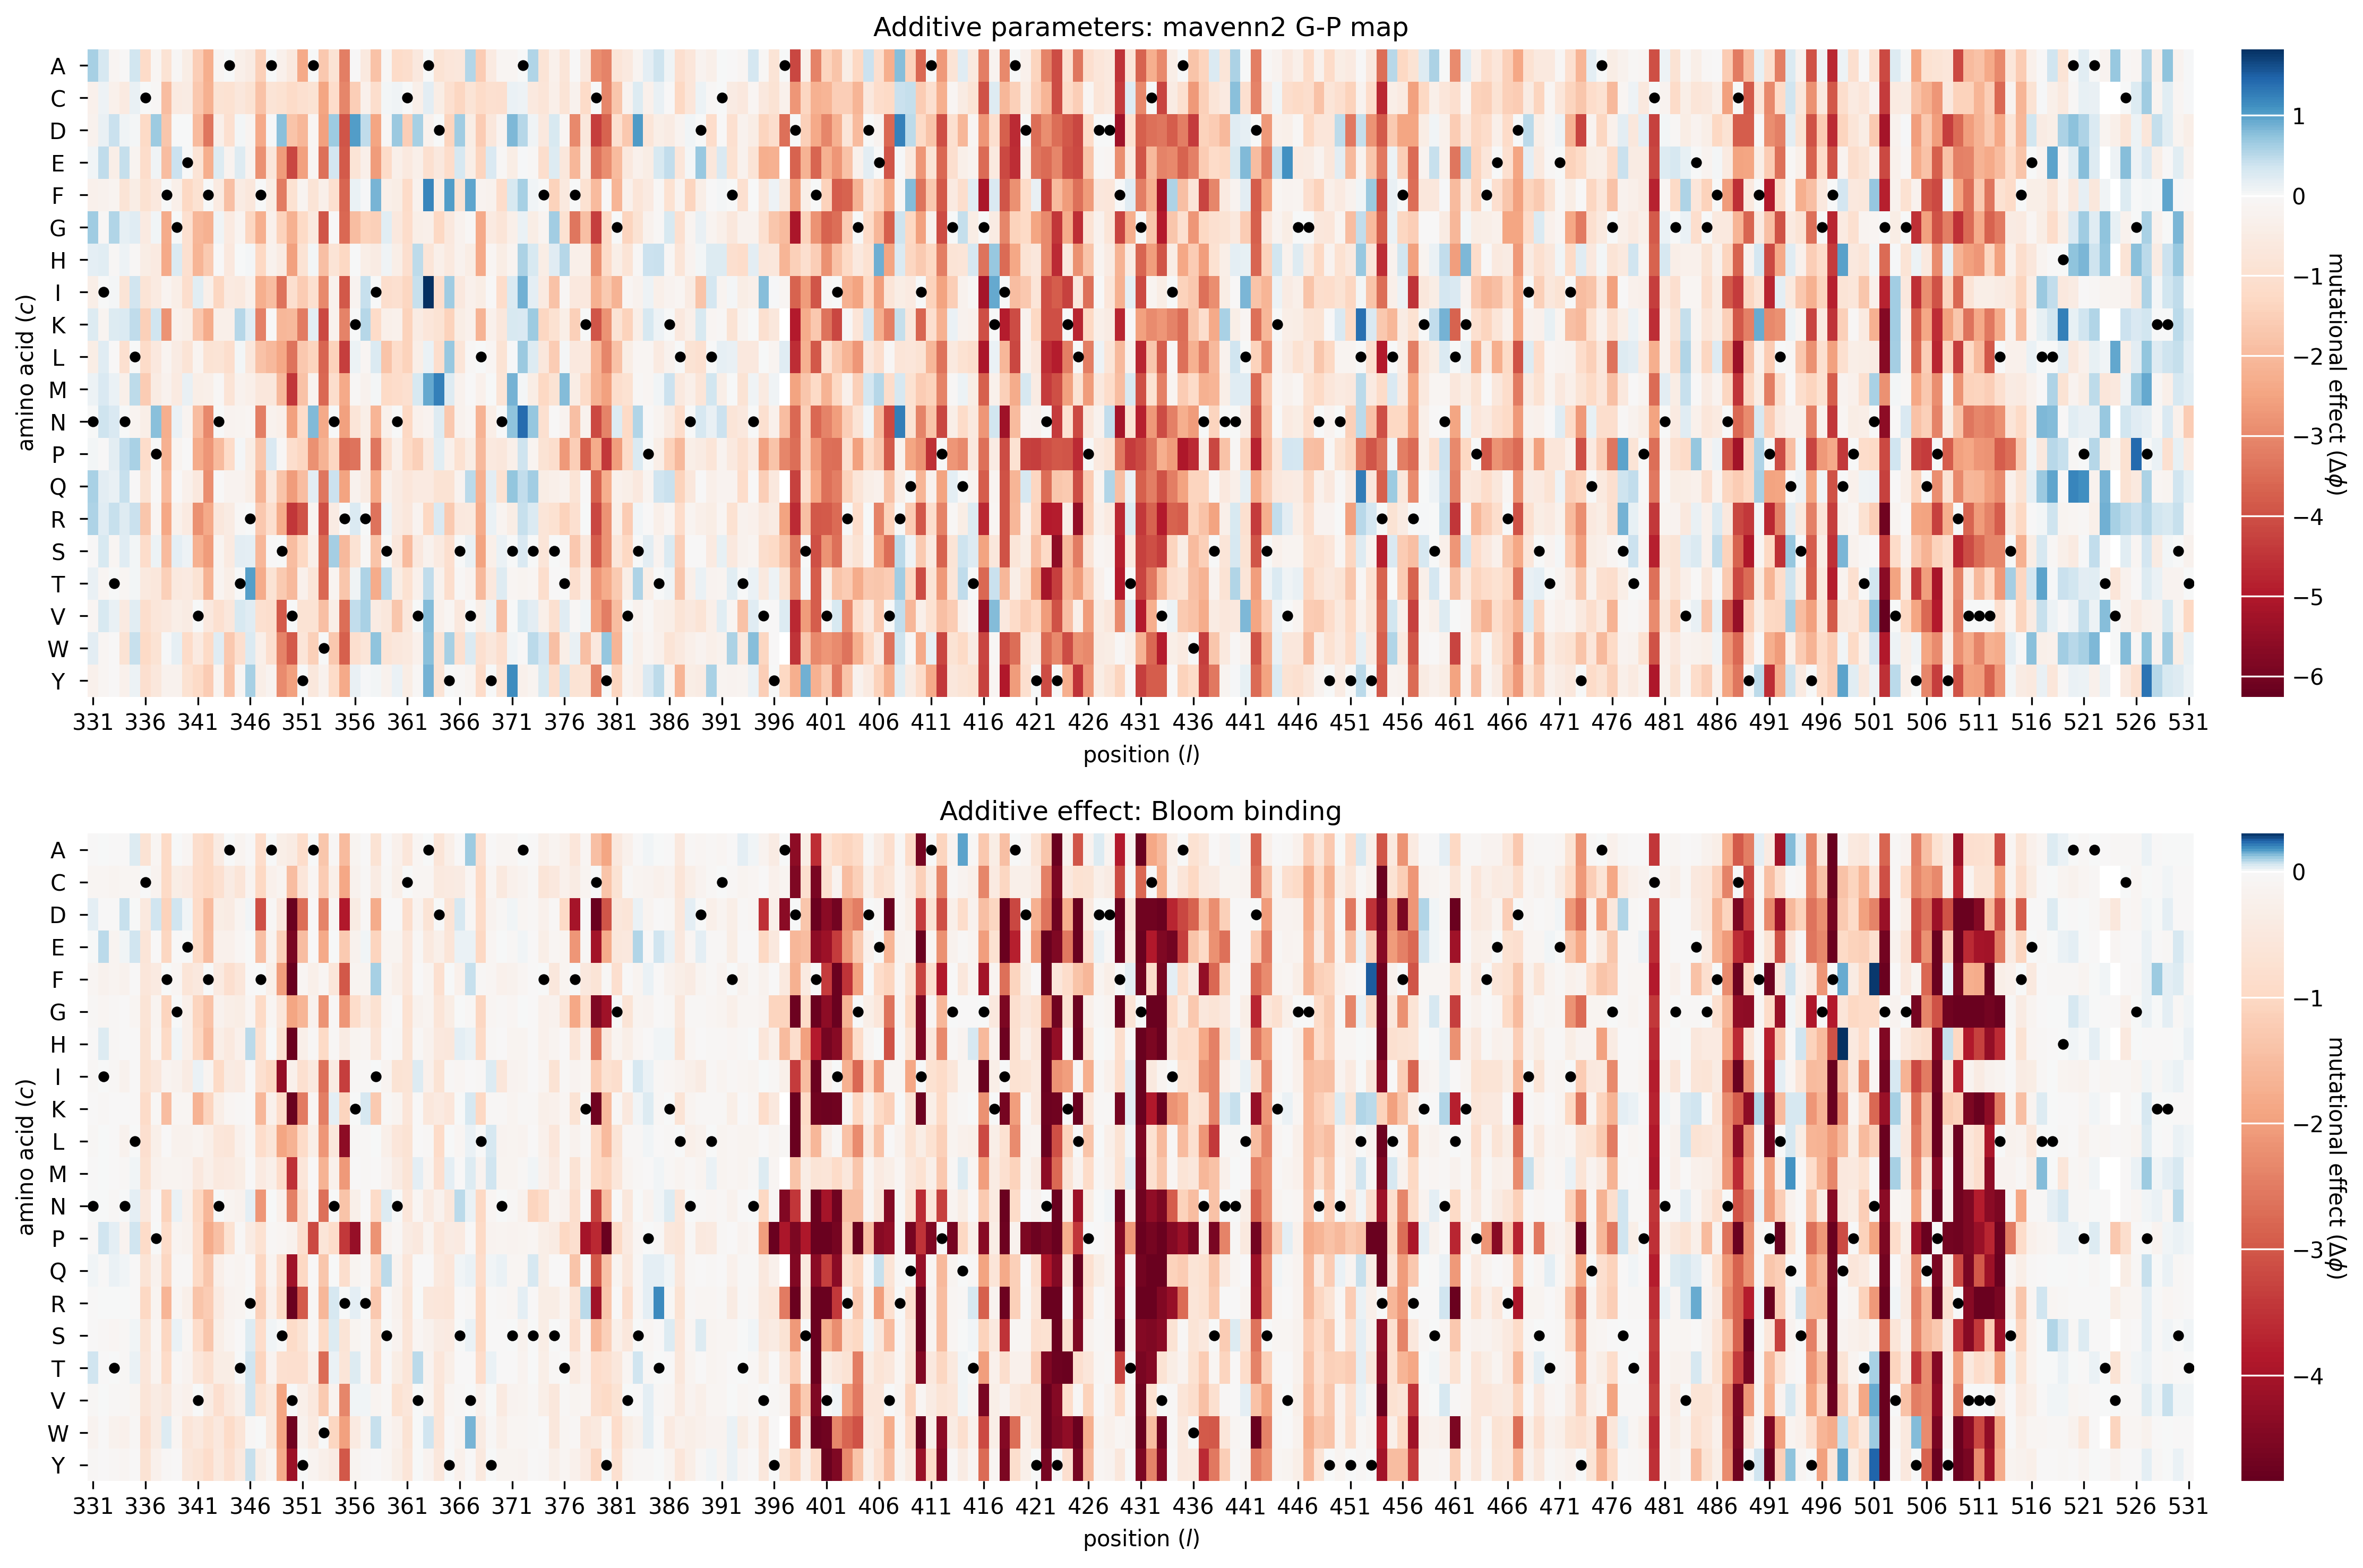 Additive parameters: mavenn2 G-P map
amino acid (c)
A
C
D
E
F
G
H
I
K
L
M
N
P
Q
R
S
T
V
W
Y
331 336 341 346 351 356 361 366 371 376 381 386 391 396 401 406 411 416 421 426 431 436 441 446 451 456 461 466 471 476 481 486 491 496 501 506 511 516 521 526 531
position (l)
1
0
−1
−2
−3
−4
−5
−6
mutational effect (Δϕ)
Additive effect: Bloom binding
amino acid (c)
A
C
D
E
F
G
H
I
K
L
M
N
P
Q
R
S
T
V
W
Y
331 336 341 346 351 356 361 366 371 376 381 386 391 396 401 406 411 416 421 426 431 436 441 446 451 456 461 466 471 476 481 486 491 496 501 506 511 516 521 526 531
position (l)
0
−1
−2
−3
−4
mutational effect (Δϕ)